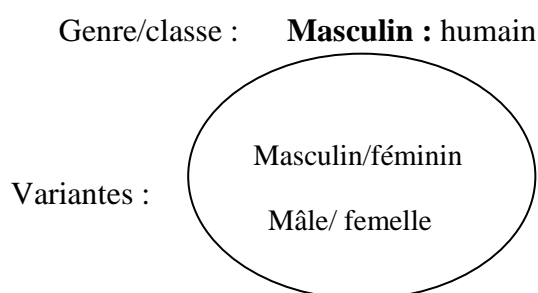 Genre/classe : Masculin : humain
Masculin/féminin
Variantes :
Mâle/ femelle